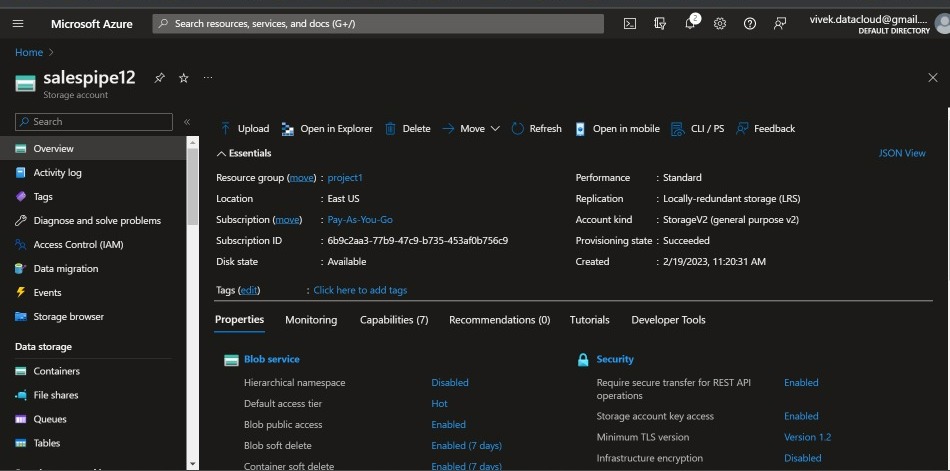 Microsoft Azure
Search resources, services, and docs (G+/)
2
vivek.datacloud@gmail....
DEFAULT DIRECTORY
Home >
salespipe12
Storage account
Search
Overview
Activity log
Tags
Diagnose and solve problems
Access Control (IAM)
Data migration
Events
Storage browser
Data storage
Containers
File shares
Queues
Tables
Upload Open in Explorer Delete Move Refresh Open in mobile CLI / PS Feedback
Essentials
JSON View
Resource group (move) : project1
Location : East US
Subscription (move) : Pay-As-You-Go
Subscription ID : 6b9c2aa3-77b9-47c9-b735-453af0b756c9
Disk state : Available
Performance : Standard
Replication : Locally-redundant storage (LRS)
Account kind : StorageV2 (general purpose v2)
Provisioning state : Succeeded
Created : 2/19/2023, 11:20:31 AM
Tags (edit) : Click here to add tags
Properties Monitoring Capabilities (7) Recommendations (0) Tutorials Developer Tools
Blob service
Hierarchical namespace Disabled
Default access tier Hot
Blob public access Enabled
Blob soft delete Enabled (7 days)
Container soft delete Enabled (7 days)
Security
Require secure transfer for REST API Enabled
operations
Storage account key access Enabled
Minimum TLS version Version 1.2
Infrastructure encryption Disabled